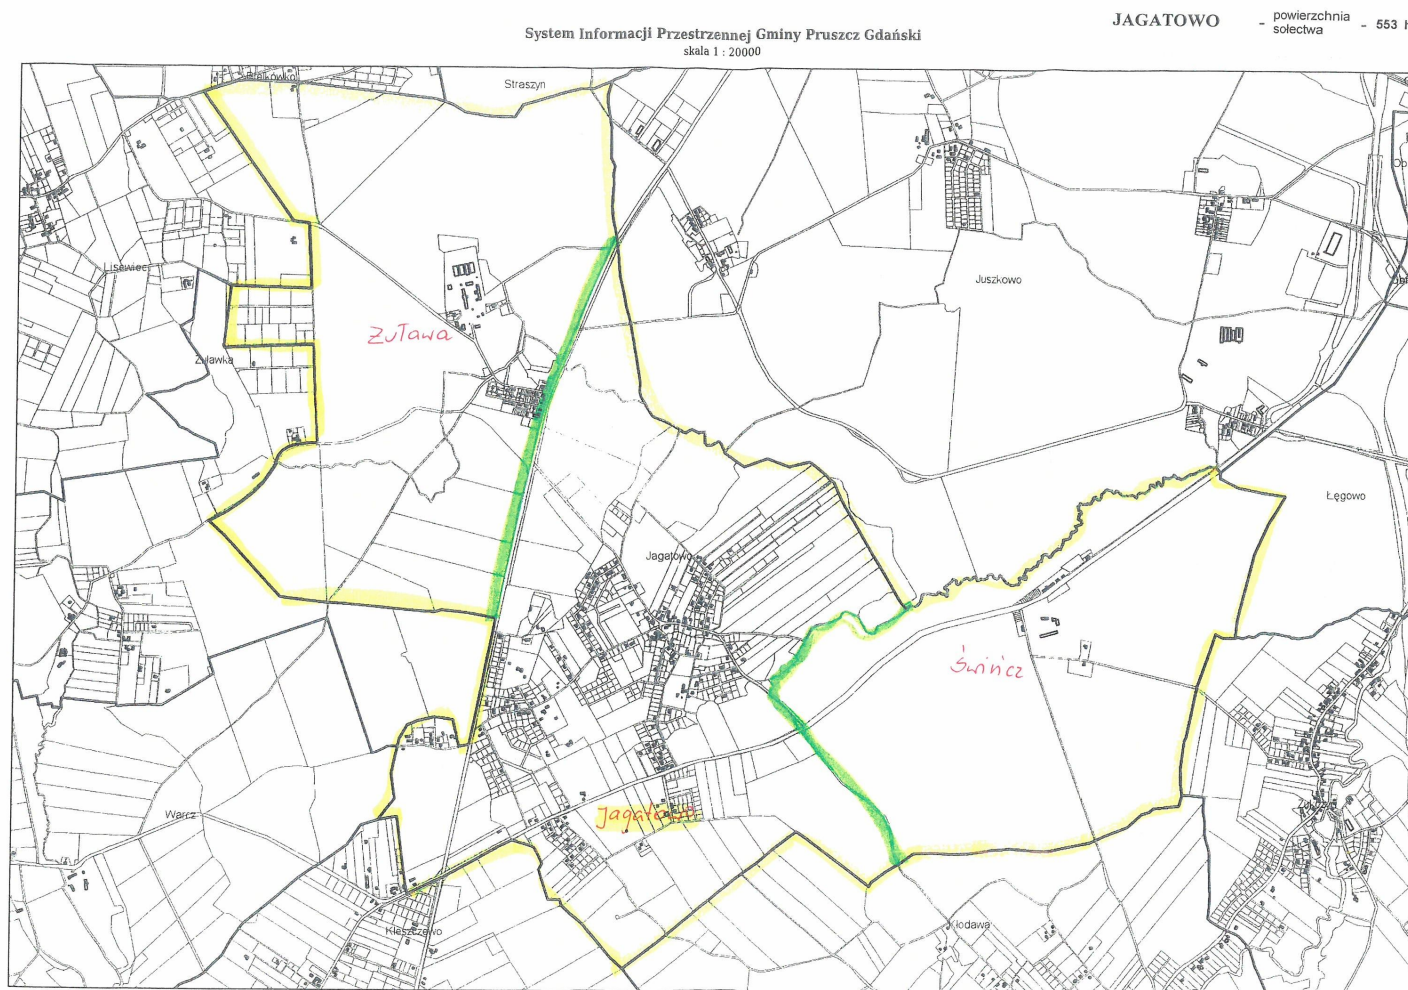 JAGATOWO - powierzchnia sołectwa - 553 h
System Informacji Przestrzennej Gminy Pruszcz Gdański
skala 1 : 20000
Straszyn
Lisewiec
Juszkowo
Żuława
Żuławka
Łęgowo
Jagatowo
Świńcz
Warcz
Jagatowo
Kleszczewo
Kłodawa